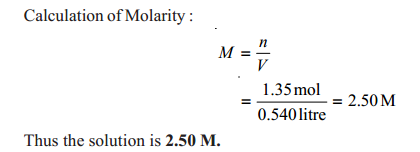 Calculation of Molarity :
M = n/V
= 1.35 mol / 0.540 litre = 2.50 M
Thus the solution is 2.50 M.